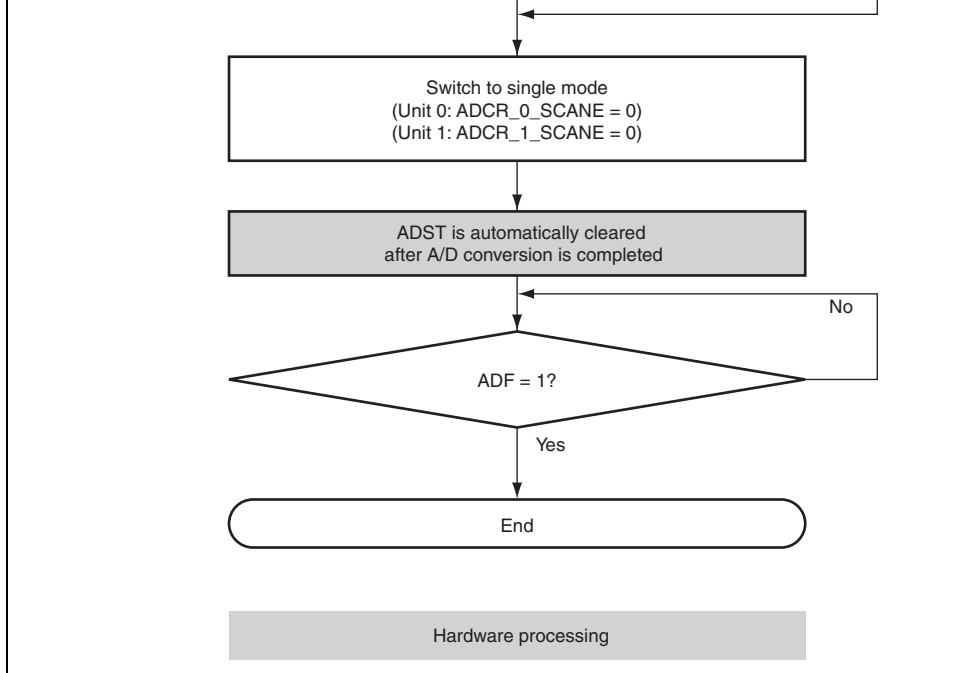 Switch to single mode
(Unit 0: ADCR_0_SCANE = 0)
(Unit 1: ADCR_1_SCANE = 0)
ADST is automatically cleared
after A/D conversion is completed
No
ADF = 1?
Yes
End
Hardware processing